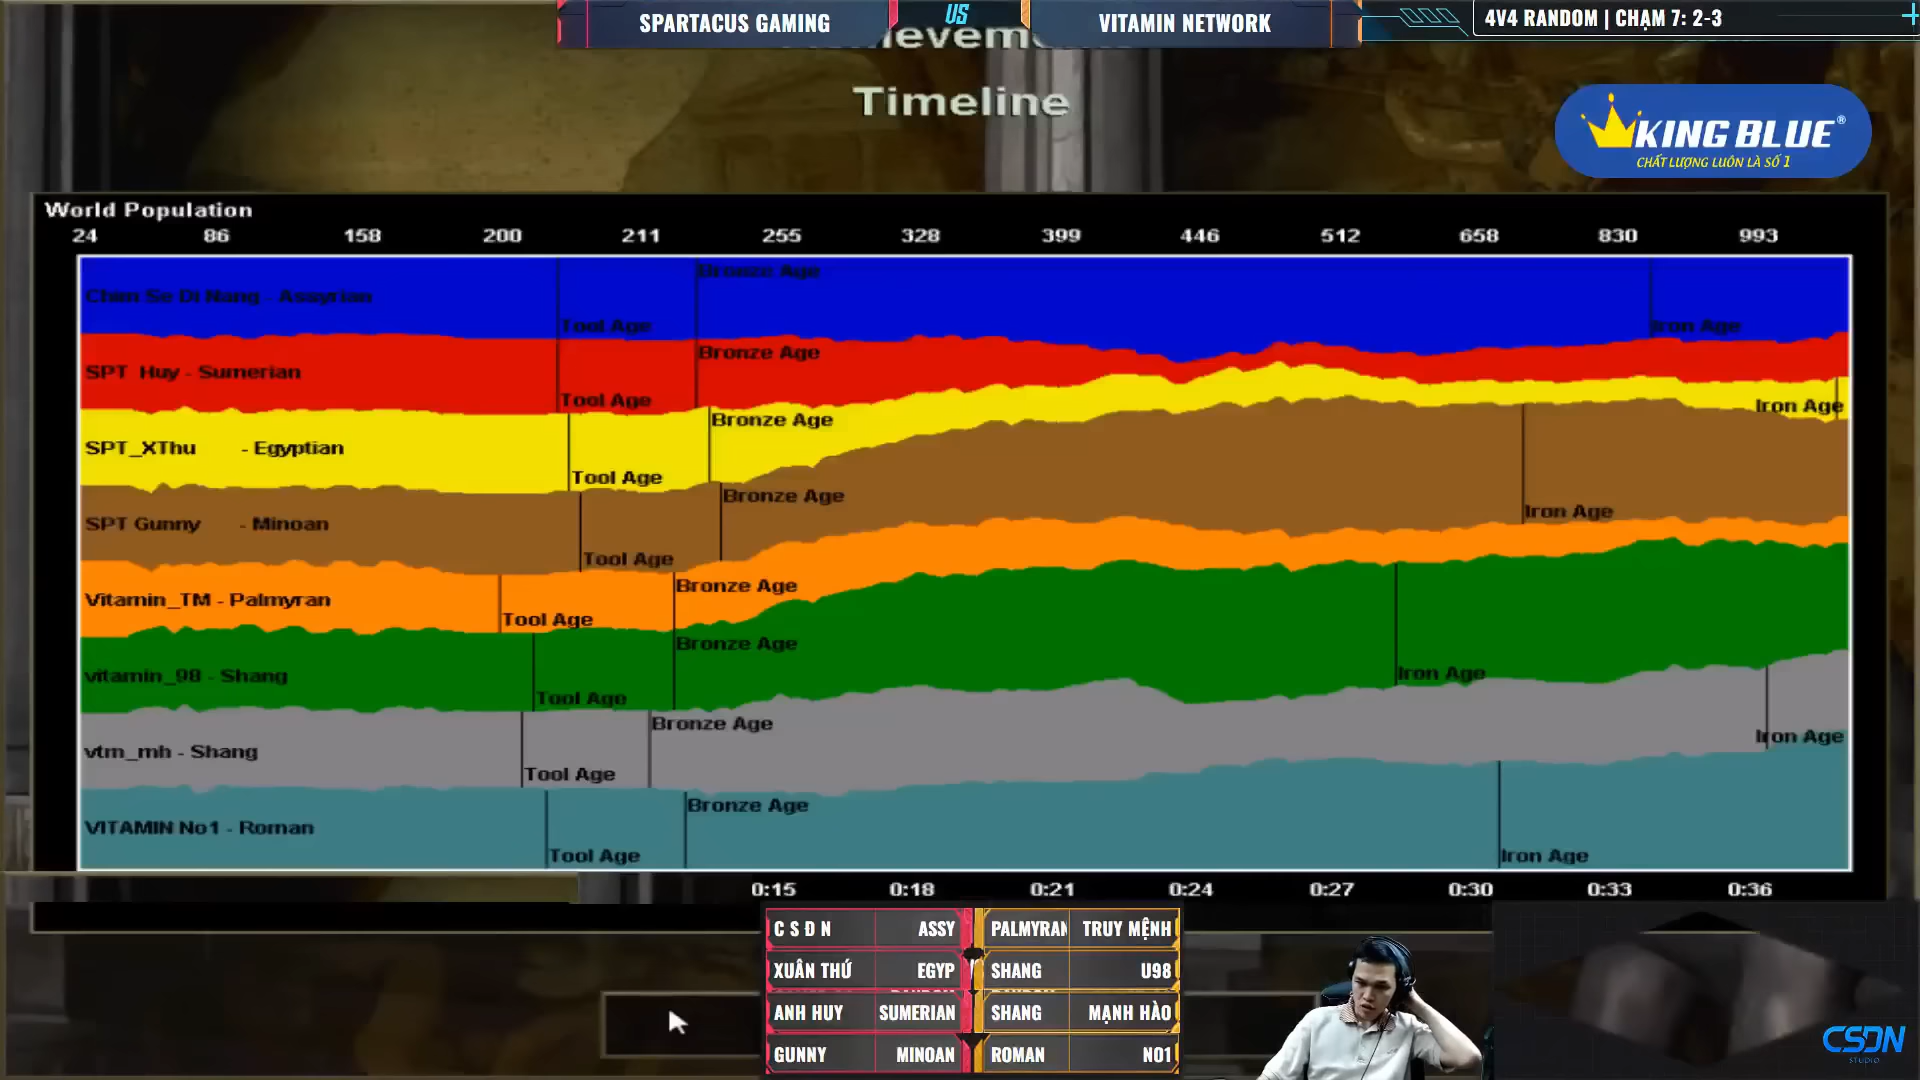 SPARTACUS GAMING
VS
VITAMIN NETWORK
4V4 RANDOM | CHẠM 7: 2-3
Timeline
KING BLUE®
CHẤT LƯỢNG LUÔN LÀ SỐ 1
World Population
24 86 158 200 211 255 328 399 446 512 658 830 993
Bronze Age
Chim Se Di Nang - Assyrian
Tool Age
Iron Age
Bronze Age
SPT Huy - Sumerian
Tool Age
Iron Age
Bronze Age
SPT_XThu - Egyptian
Tool Age
Bronze Age
SPT Gunny - Minoan
Iron Age
Tool Age
Bronze Age
Vitamin_TM - Palmyran
Tool Age
Bronze Age
vitamin_98 - Shang
Iron Age
Tool Age
Bronze Age
vtm_mh - Shang
Iron Age
Tool Age
Bronze Age
VITAMIN No1 - Roman
Tool Age
Iron Age
0:15 0:18 0:21 0:24 0:27 0:30 0:33 0:36
C S Đ N ASSY PALMYRAN TRUY MỆNH
XUÂN THỨ EGYP SHANG U98
ANH HUY SUMERIAN SHANG MẠNH HÀO
GUNNY MINOAN ROMAN NO1
CSDN
STUDIO